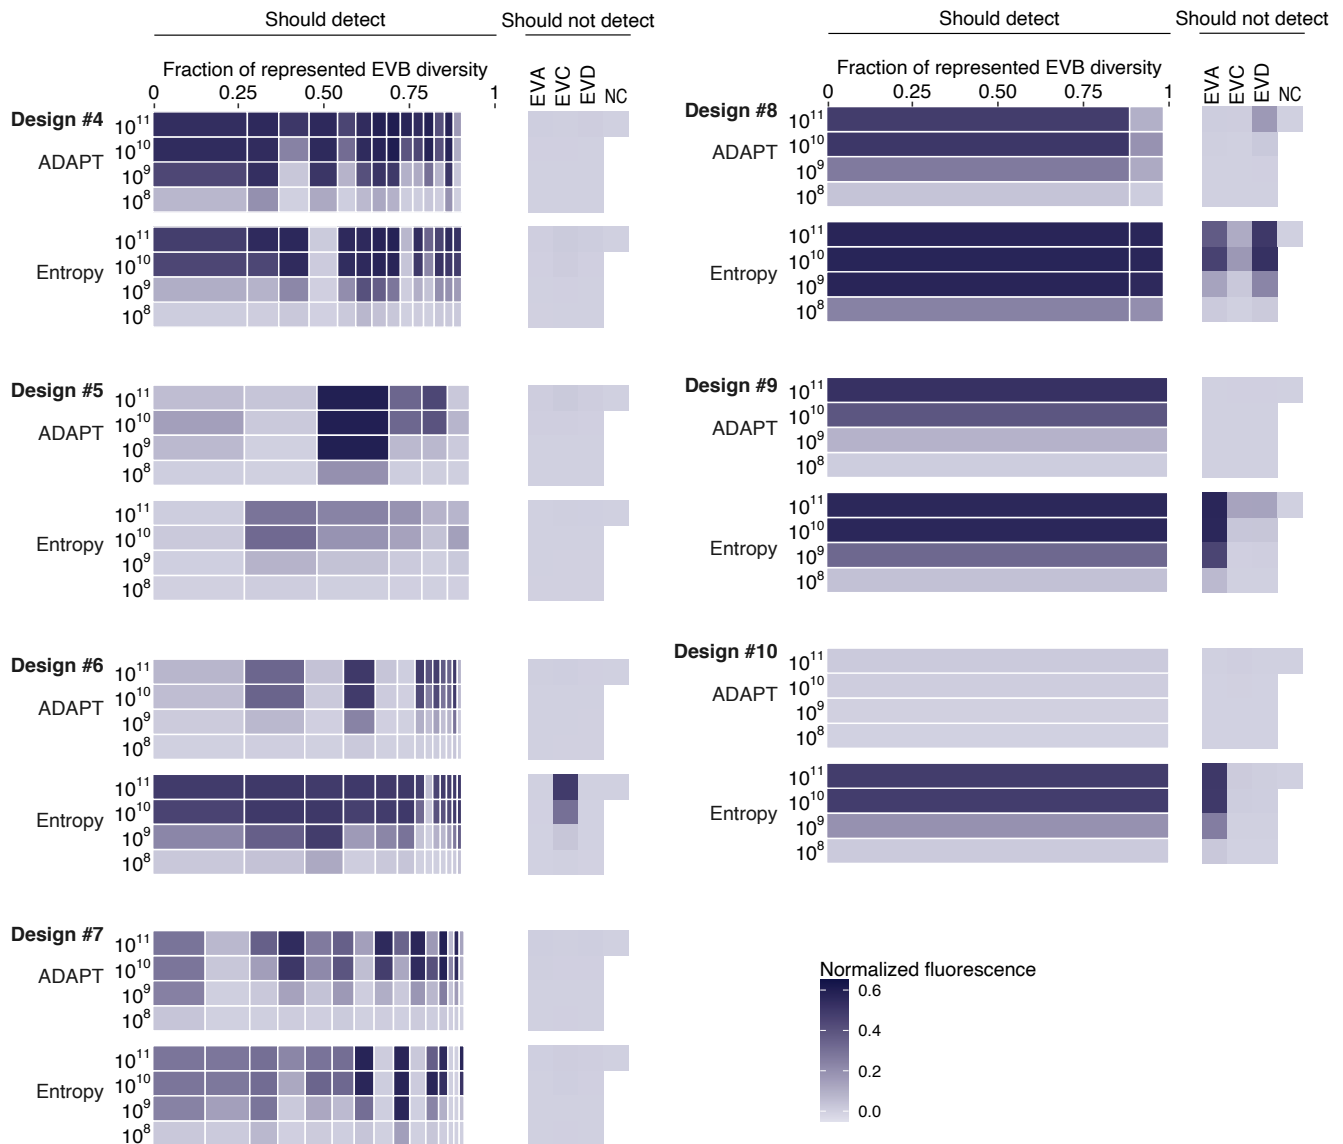 Should detect
Should not detect
Fraction of represented EVB diversity
EVA
EVC
EVD
NC
0
0.25
0.50
0.75
1
Design #4
ADAPT
10^11
10^10
10^9
10^8
Entropy
10^11
10^10
10^9
10^8
Design #5
ADAPT
10^11
10^10
10^9
10^8
Entropy
10^11
10^10
10^9
10^8
Design #6
ADAPT
10^11
10^10
10^9
10^8
Entropy
10^11
10^10
10^9
10^8
Design #7
ADAPT
10^11
10^10
10^9
10^8
Entropy
10^11
10^10
10^9
10^8
Should detect
Should not detect
Fraction of represented EVB diversity
EVA
EVC
EVD
NC
0
0.25
0.50
0.75
1
Design #8
ADAPT
10^11
10^10
10^9
10^8
Entropy
10^11
10^10
10^9
10^8
Design #9
ADAPT
10^11
10^10
10^9
10^8
Entropy
10^11
10^10
10^9
10^8
Design #10
ADAPT
10^11
10^10
10^9
10^8
Entropy
10^11
10^10
10^9
10^8
Normalized fluorescence
0.6
0.4
0.2
0.0